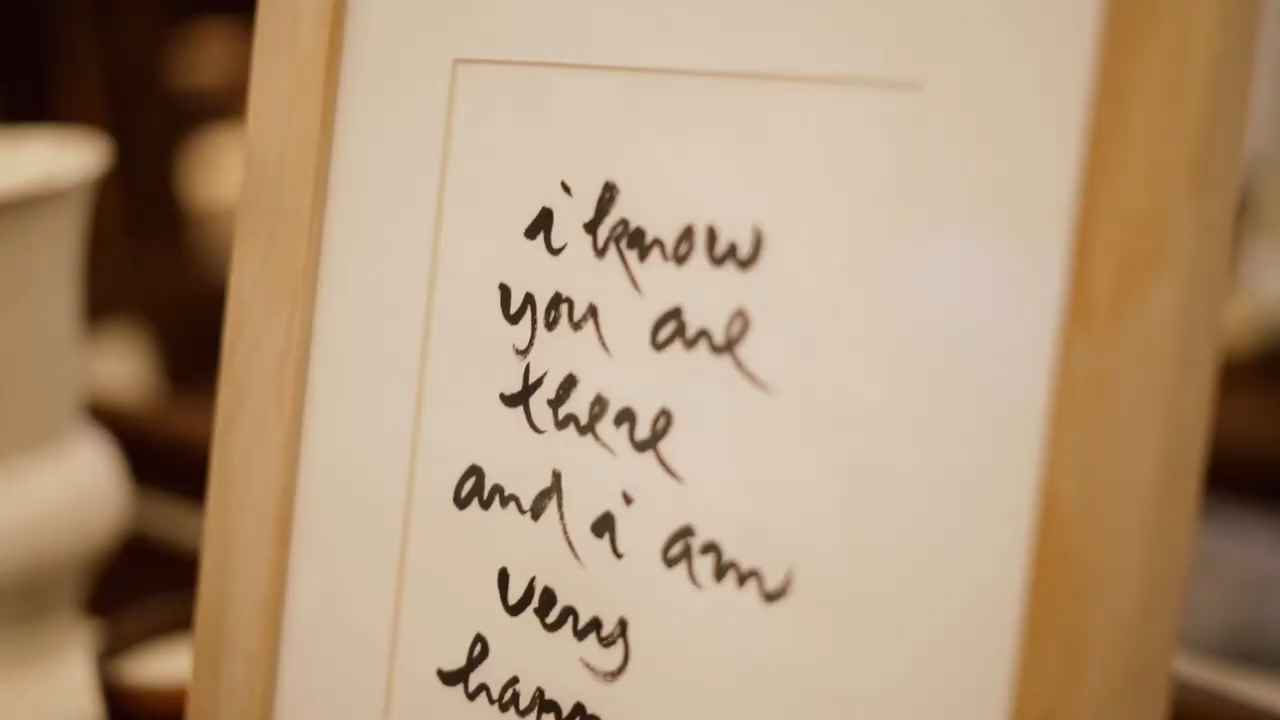 i know
you are
there
and i am
very